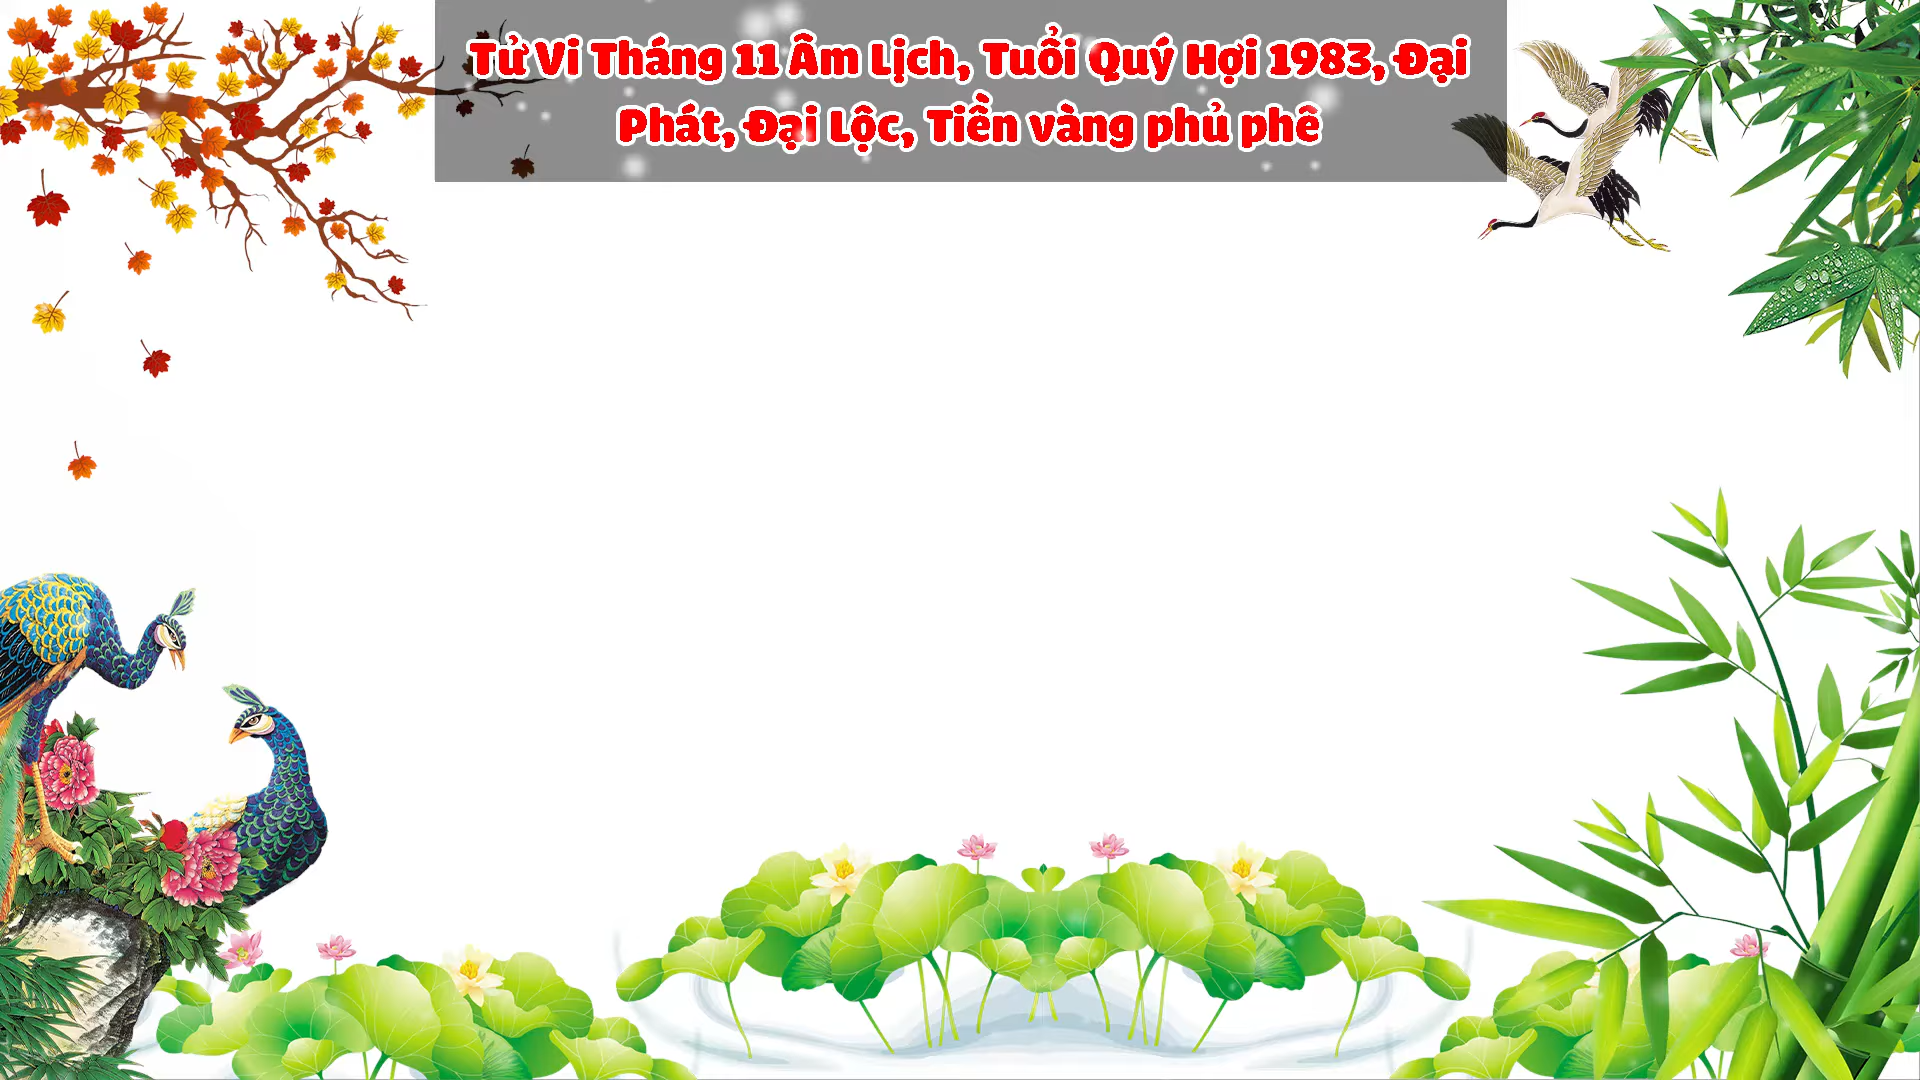 Tử Vi Tháng 11 Âm Lịch, Tuổi Quý Hợi 1983, Đại
Phát, Đại Lộc, Tiền vàng phủ phê